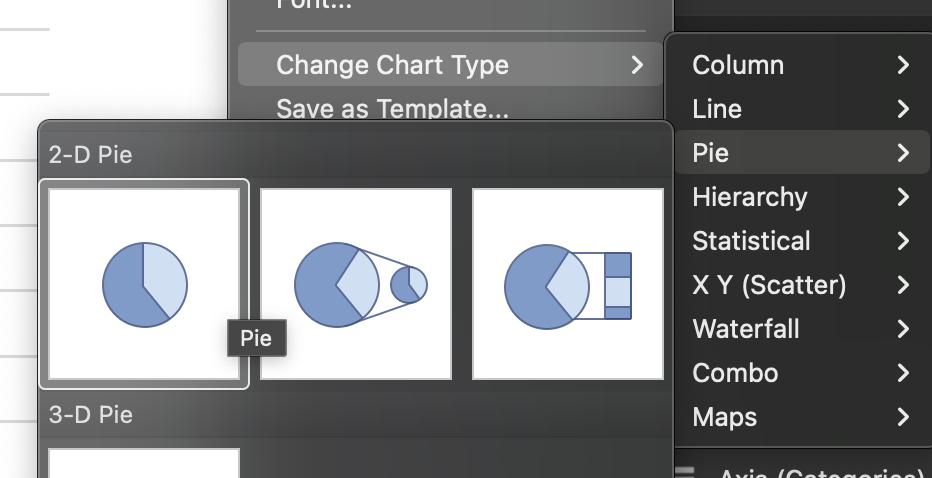 Font...
Change Chart Type
Save as Template...
Column
Line
Pie
Hierarchy
Statistical
X Y (Scatter)
Waterfall
Combo
Maps
2-D Pie
Pie
3-D Pie
Axis (Categories)